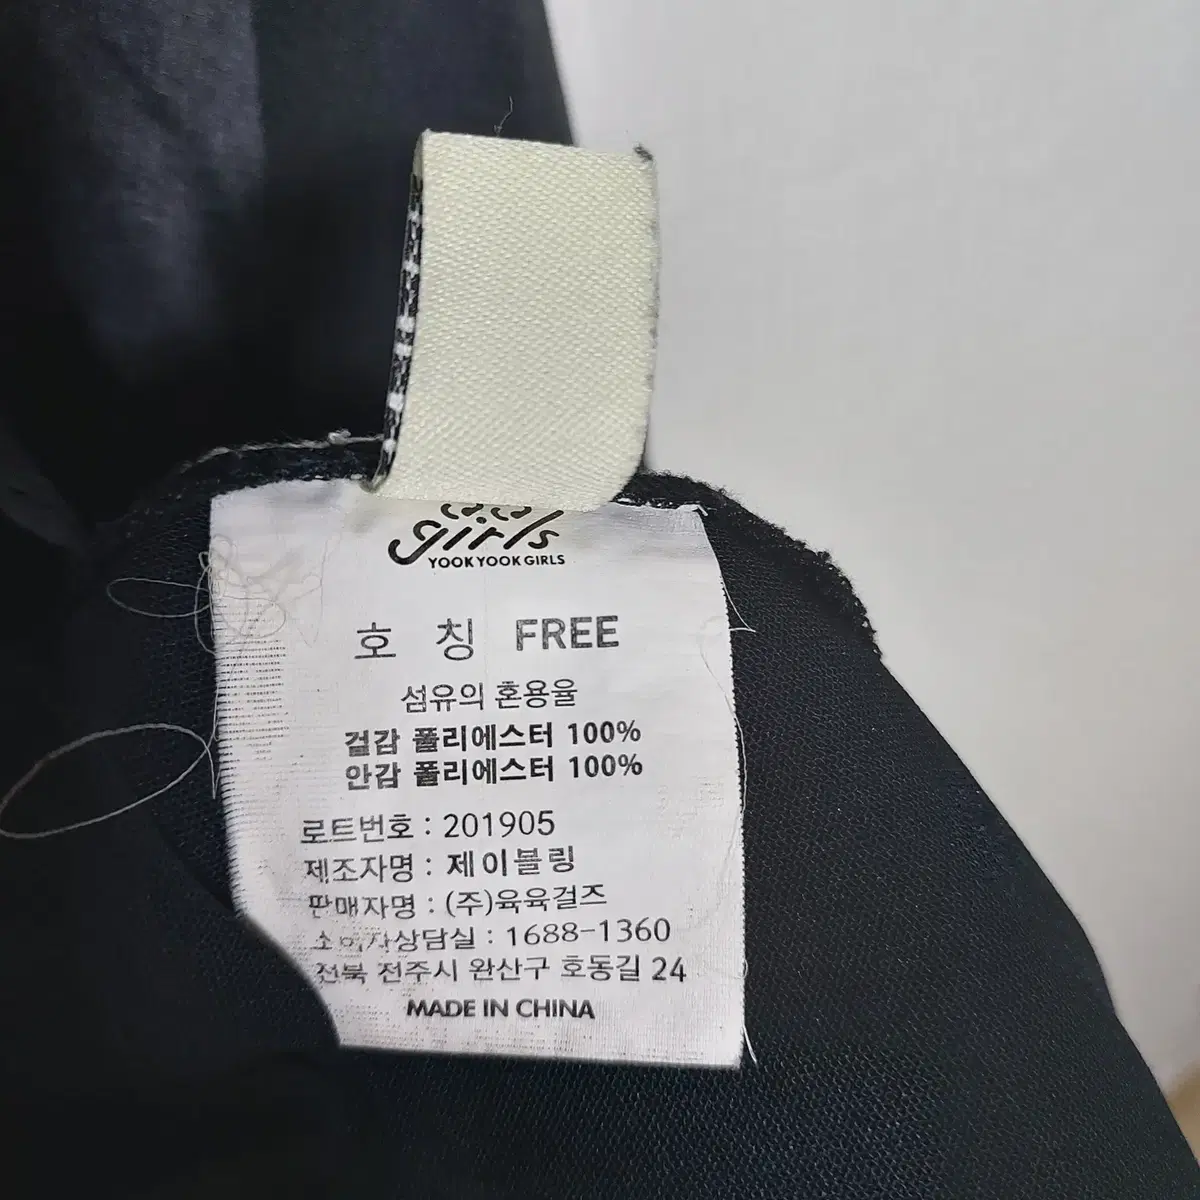 girls
YOOKYOOKGIRLS
호 칭 FREE
섬유의 혼용율
겉감 폴리에스터 100%
안감 폴리에스터 100%
로트번호 : 201905
제조자명 : 제이블링
판매자명 : (주)육육걸즈
소비자상담실 : 1688-1360
전북 전주시 완산구 호동길 24
MADE IN CHINA